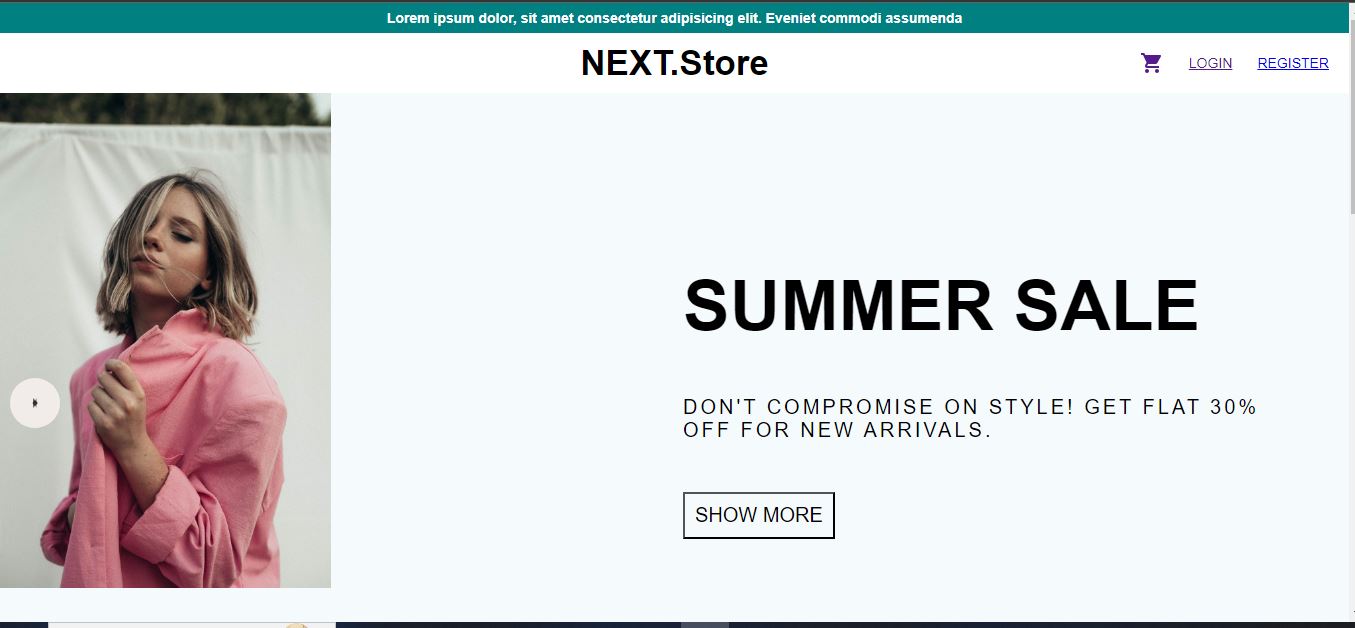 Lorem ipsum dolor, sit amet consectetur adipisicing elit. Eveniet commodi assumenda
NEXT.Store
LOGIN
REGISTER
SUMMER SALE
DON'T COMPROMISE ON STYLE! GET FLAT 30%
OFF FOR NEW ARRIVALS.
SHOW MORE